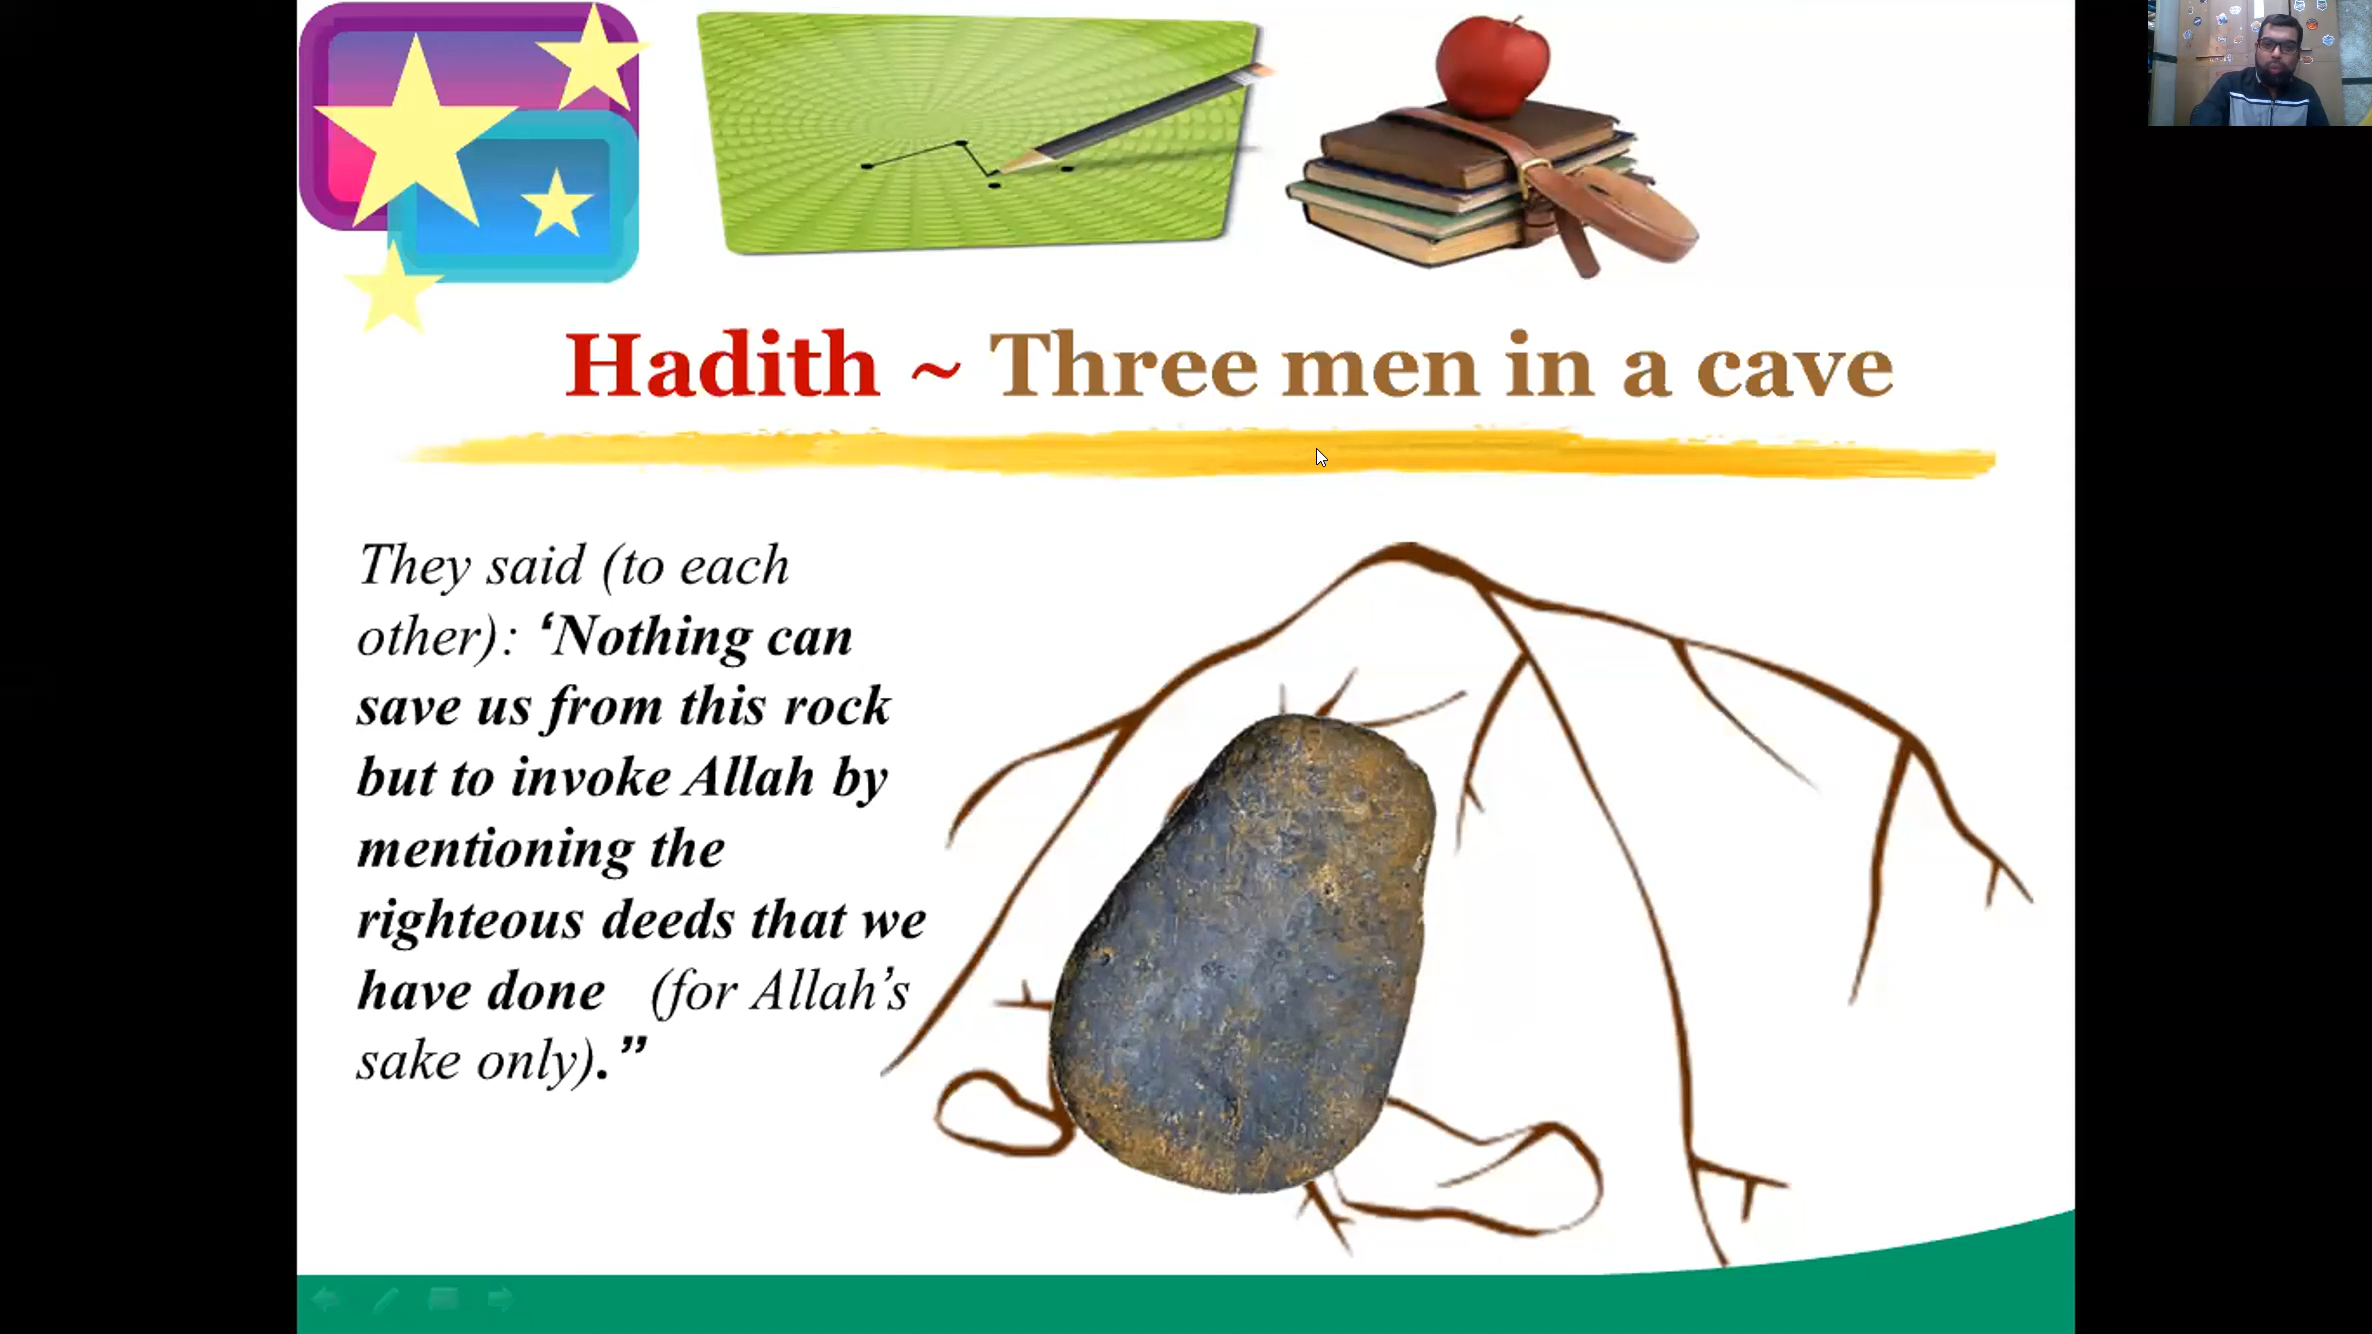 Hadith ~ Three men in a cave
They said (to each
other): ‘Nothing can
save us from this rock
but to invoke Allah by
mentioning the
righteous deeds that we
have done (for Allah’s
sake only).”